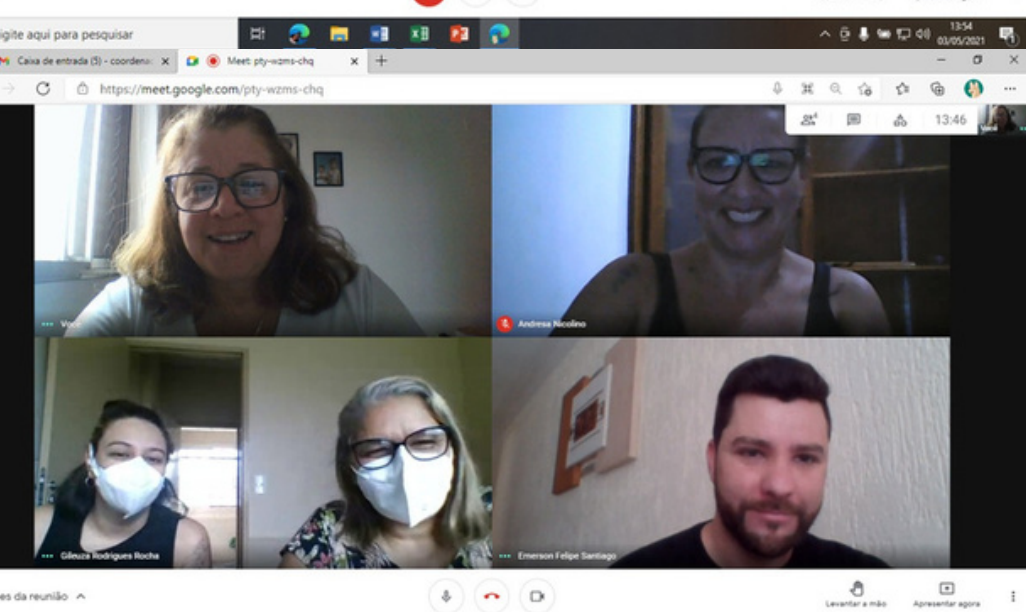 igite aqui para pesquisar
13:54
03/05/2021
1
Caixa de entrada (5) - coordena
Meet: pty-wzms-chq
https://meet.google.com/pty-wzms-chq
13:46
Você
Você
Andresa Nicolino
Gileuza Rodrigues Rocha
Emerson Felipe Santiago
es da reunião
Levantar a mão
Apresentar agora